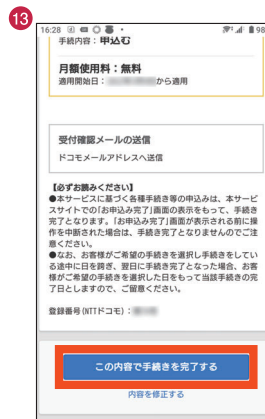 13
16:28 98
手続内容：申込む
月額使用料：無料
適用開始日： から適用
受付確認メールの送信
ドコモメールアドレスへ送信
【必ずお読みください】
●本サービスに基づく各種手続き等の申込みは、本サービ
スサイトでの「お申込み完了」画面の表示をもって、手続き
完了となります。「お申込み完了」画面が表示される前に操
作を中断された場合は、手続き完了となりませんのでご注
意ください。
●なお、お客様がご希望の手続きを選択し手続きをしてい
る途中に日を跨ぎ、翌日に手続き完了となった場合、お客
様がご希望の手続きを選択した日をもって当該手続きの完
了日としますので、ご留意ください。
登録番号(NTTドコモ)：
この内容で手続きを完了する
内容を修正する